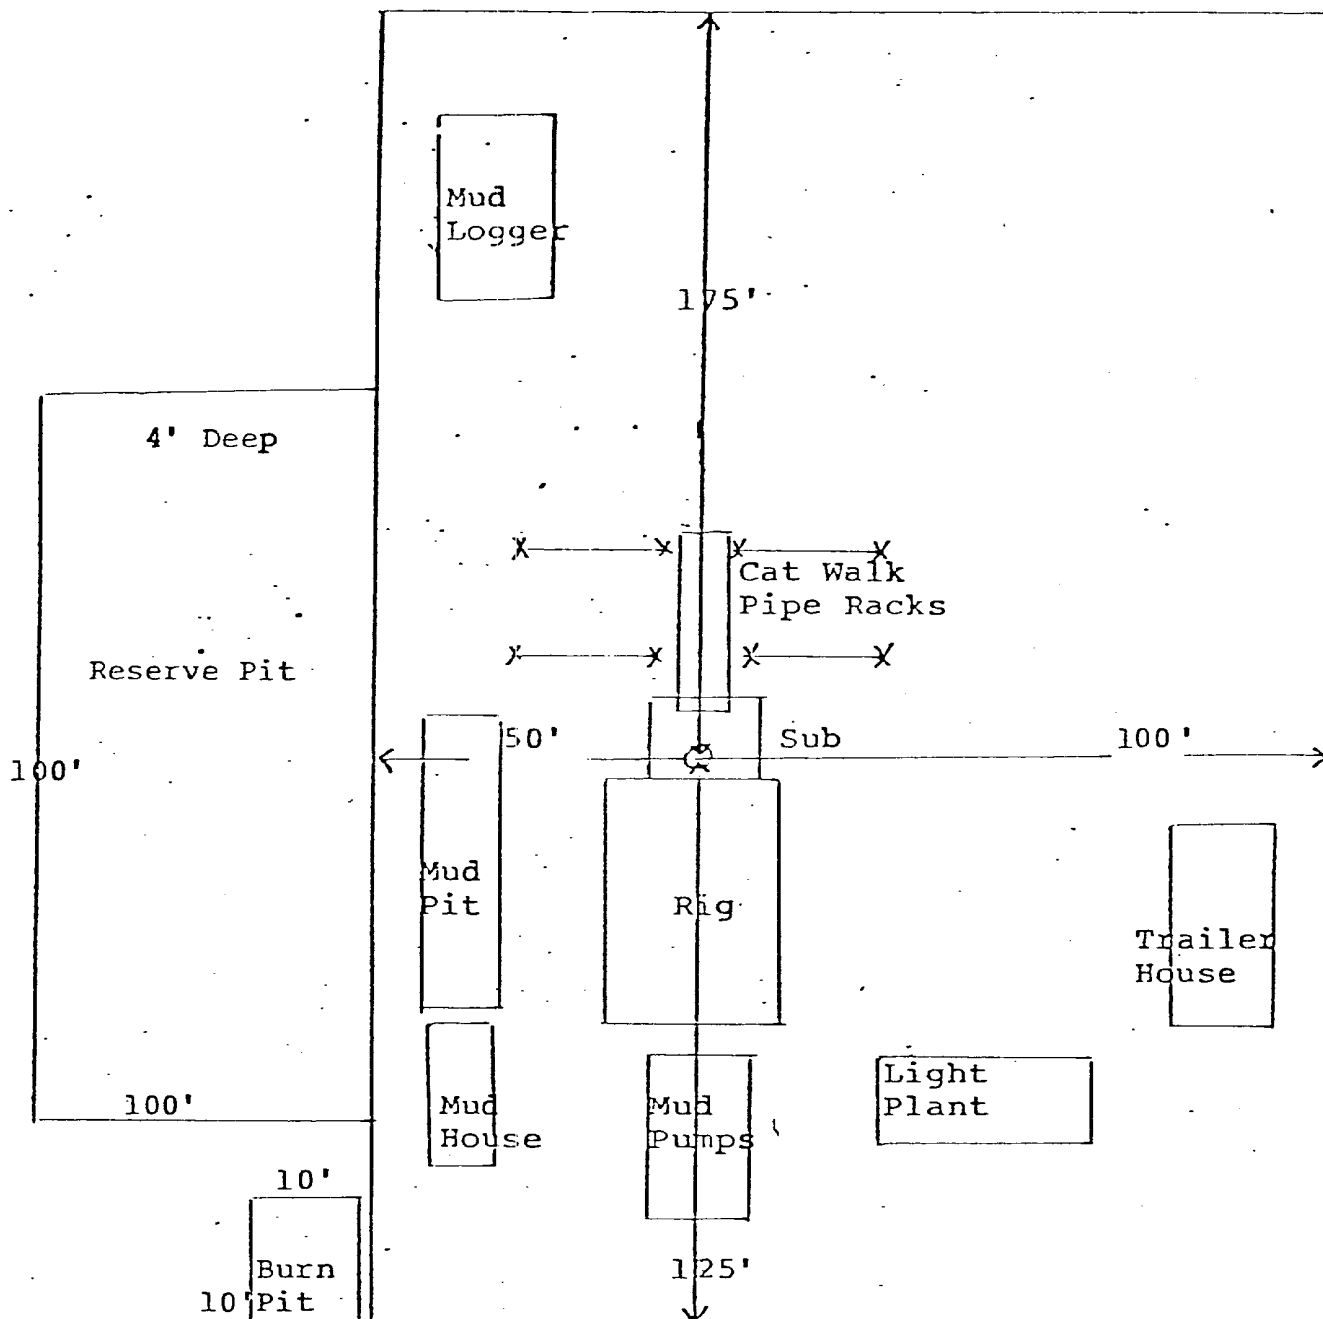 Mud
Logger
175'
4' Deep
Cat Walk
Pipe Racks
Reserve Pit
50'
Sub
100'
100'
Mud
Pit
Rig
Trailer
House
Light
Plant
100'
Mud
House
Mud
Pumps
10'
125'
Burn
10' Pit